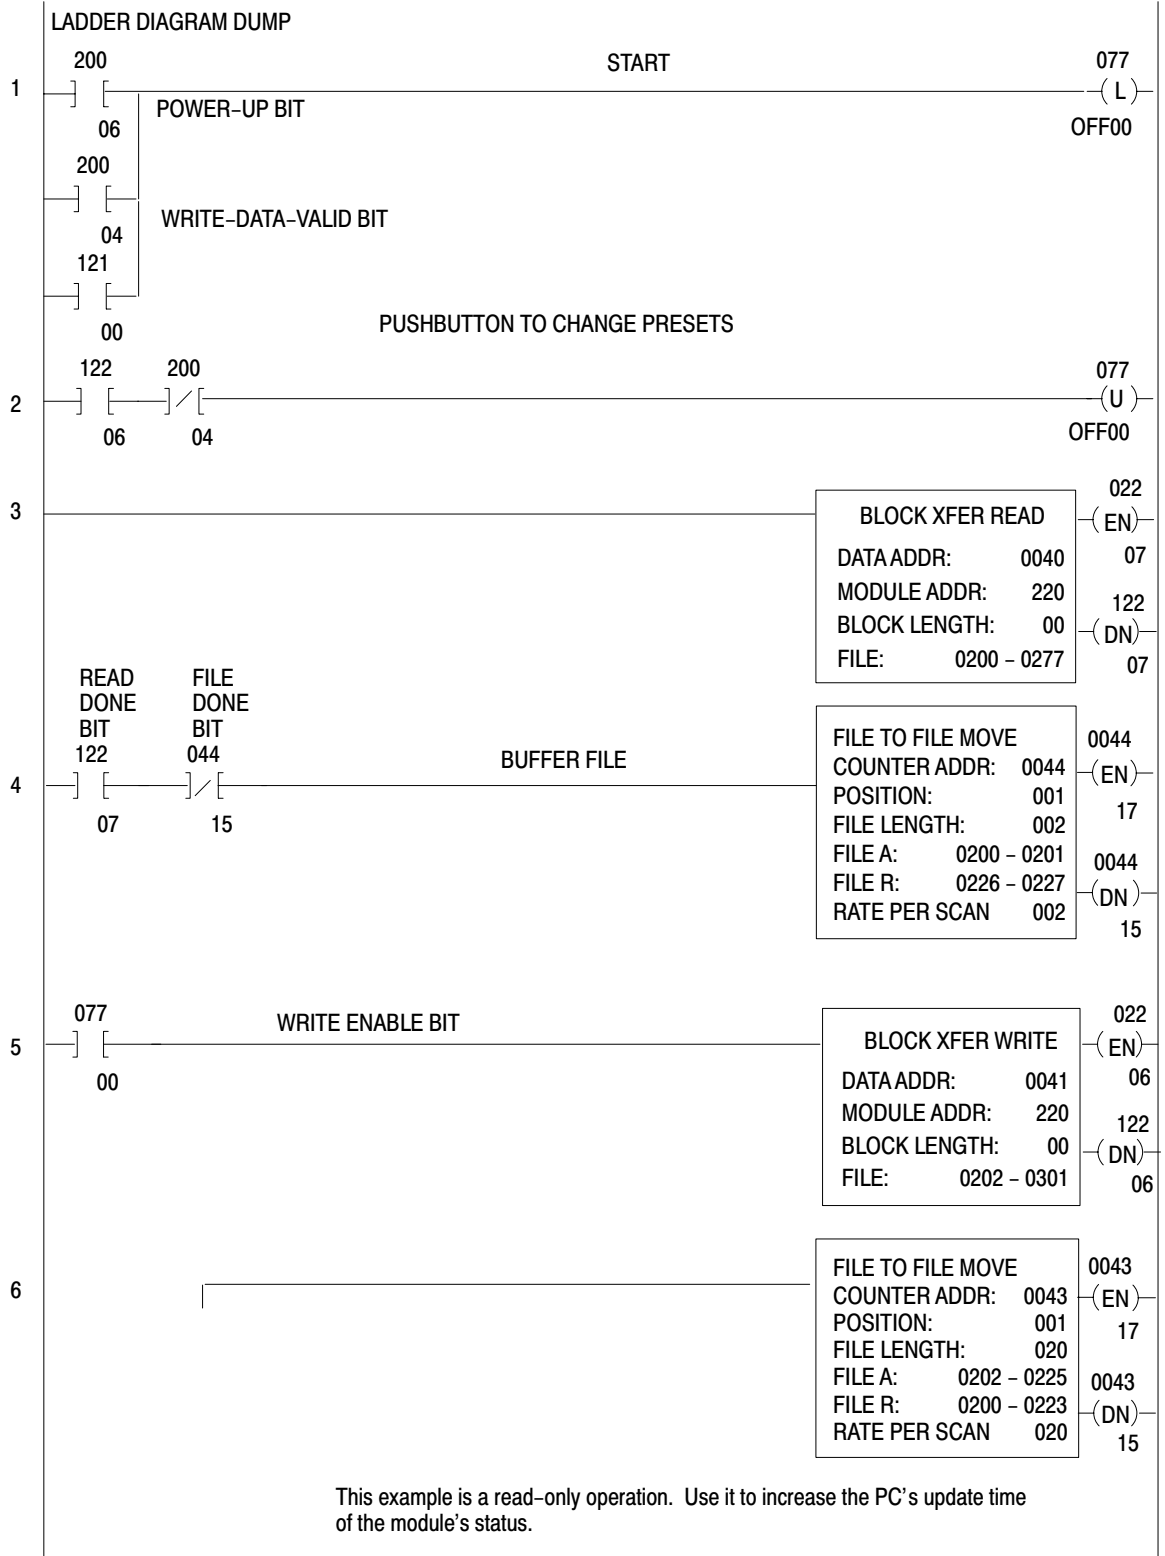 LADDER DIAGRAM DUMP
200
START
077
1
] [
( L )
POWER-UP BIT
06
OFF00
200
] [
WRITE-DATA-VALID BIT
04
121
] [
00
PUSHBUTTON TO CHANGE PRESETS
122 200
077
2
] [ ]/[
(U )
06 04
OFF00
3
022
BLOCK XFER READ
( EN)
DATA ADDR: 0040
07
MODULE ADDR: 220
122
BLOCK LENGTH: 00
( DN)
FILE: 0200 – 0277
07
READ FILE
DONE DONE
BIT BIT
122 044
BUFFER FILE
4
] [ ]/[
07 15
FILE TO FILE MOVE
0044
COUNTER ADDR: 0044
(EN)
POSITION: 001
17
FILE LENGTH: 002
FILE A: 0200 – 0201
0044
FILE R: 0226 – 0227
(DN )
RATE PER SCAN 002
15
077
WRITE ENABLE BIT
022
5
] [
BLOCK XFER WRITE
( EN)
00
DATA ADDR: 0041
06
MODULE ADDR: 220
122
BLOCK LENGTH: 00
( DN)
FILE: 0202 – 0301
06
6
FILE TO FILE MOVE
0043
COUNTER ADDR: 0043
(EN )
POSITION: 001
17
FILE LENGTH: 020
FILE A: 0202 – 0225
0043
FILE R: 0200 – 0223
(DN)
RATE PER SCAN 020
15
This example is a read-only operation. Use it to increase the PC's update time
of the module's status.